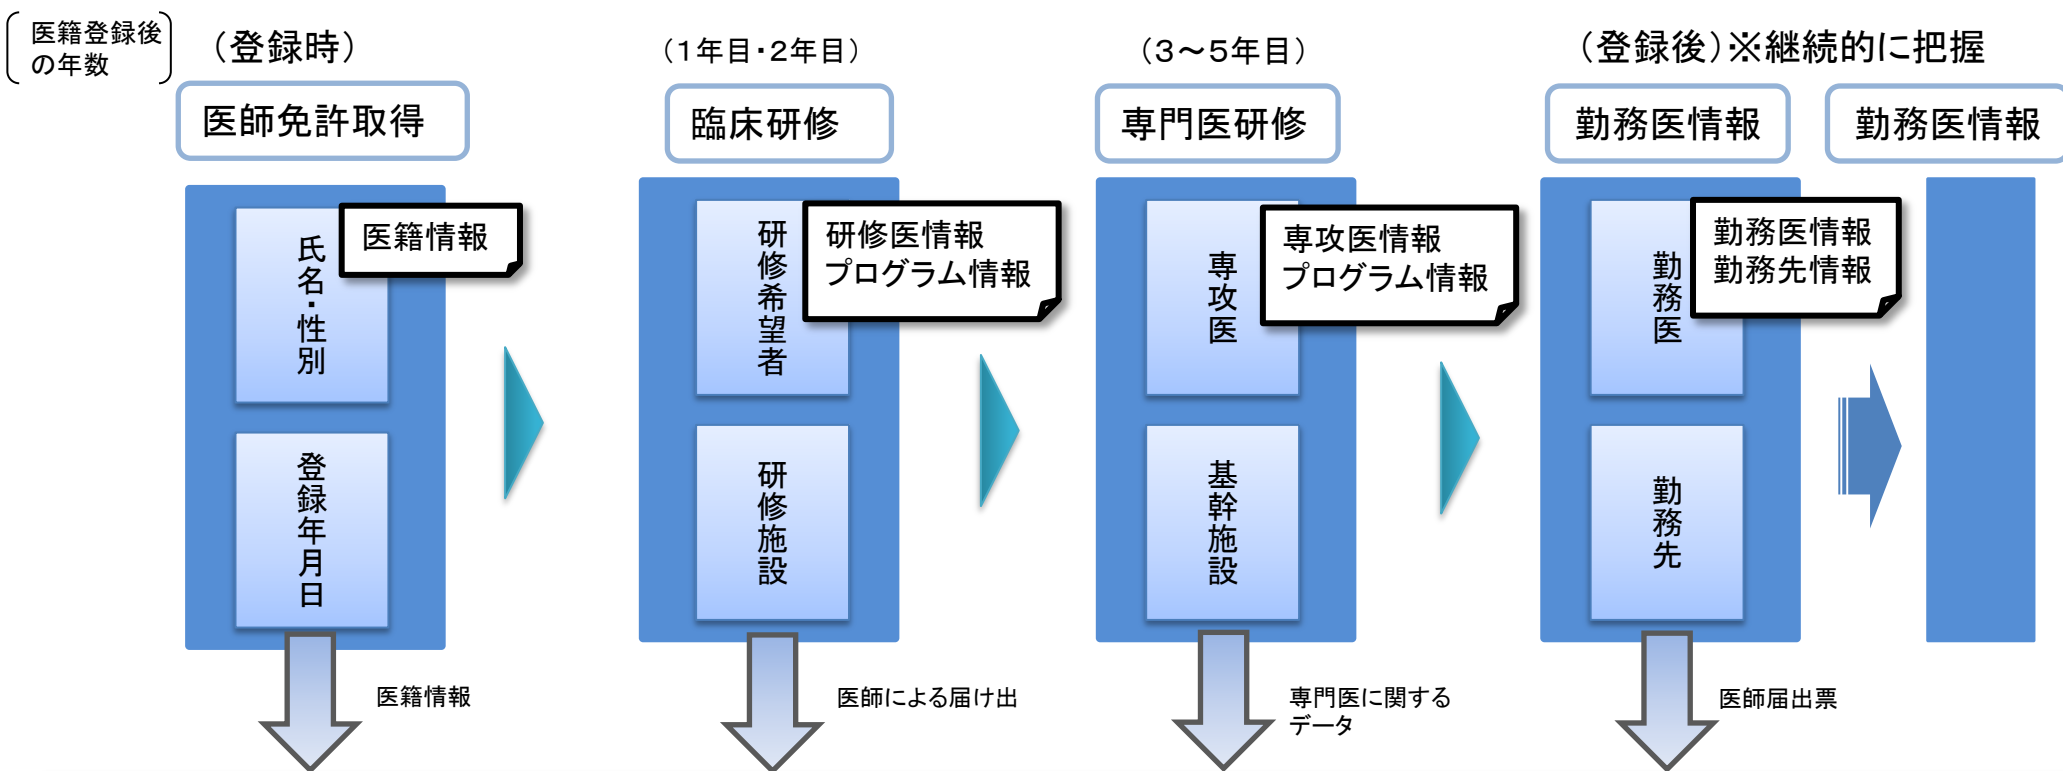 医籍登録後
の年数
（登録時）
（１年目・２年目）
（３～５年目）
（登録後）※継続的に把握
医師免許取得
臨床研修
専門医研修
勤務医情報
勤務医情報
氏名・性別
医籍情報
登録年月日
研修希望者
研修医情報
プログラム情報
研修施設
専攻医
専攻医情報
プログラム情報
基幹施設
勤務医
勤務医情報
勤務先情報
勤務先
医籍情報
医師による届け出
専門医に関する
データ
医師届出票